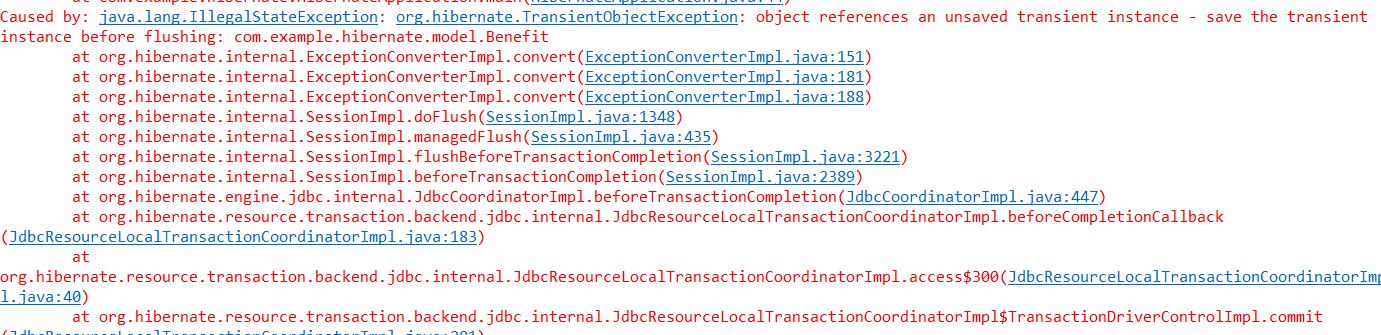 Caused by: java.lang.IllegalStateException: org.hibernate.TransientObjectException: object references an unsaved transient
instance - save the transient instance before flushing: com.example.hibernate.model.Benefit
at org.hibernate.internal.ExceptionConverterImpl.convert(ExceptionConverterImpl.java:151)
at org.hibernate.internal.ExceptionConverterImpl.convert(ExceptionConverterImpl.java:181)
at org.hibernate.internal.ExceptionConverterImpl.convert(ExceptionConverterImpl.java:188)
at org.hibernate.internal.SessionImpl.doFlush(SessionImpl.java:1348)
at org.hibernate.internal.SessionImpl.managedFlush(SessionImpl.java:435)
at org.hibernate.internal.SessionImpl.flushBeforeTransactionCompletion(SessionImpl.java:3221)
at org.hibernate.internal.SessionImpl.beforeTransactionCompletion(SessionImpl.java:2389)
at org.hibernate.engine.jdbc.internal.JdbcCoordinatorImpl.beforeTransactionCompletion(JdbcCoordinatorImpl.java:447)
at org.hibernate.resource.transaction.backend.jdbc.internal.JdbcResourceLocalTransactionCoordinatorImpl.beforeCompletionCallback
(JdbcResourceLocalTransactionCoordinatorImpl.java:183)
at
org.hibernate.resource.transaction.backend.jdbc.internal.JdbcResourceLocalTransactionCoordinatorImpl.access$300(JdbcResourceLocalTransactionCoordinatorImp
l.java:40)
at org.hibernate.resource.transaction.backend.jdbc.internal.JdbcResourceLocalTransactionCoordinatorImpl$TransactionDriverControlImpl.commit